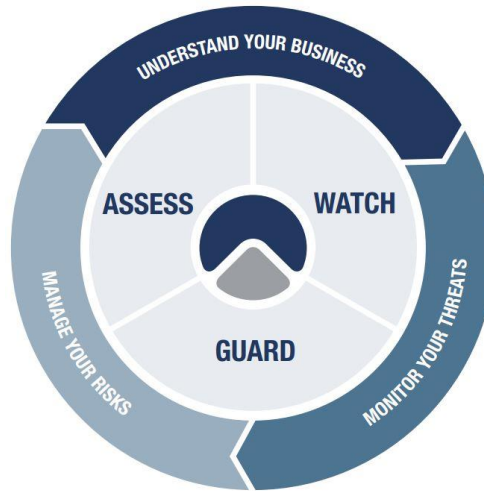 UNDERSTAND YOUR BUSINESS
ASSESS
WATCH
GUARD
MANAGE YOUR RISKS
MONITOR YOUR THREATS